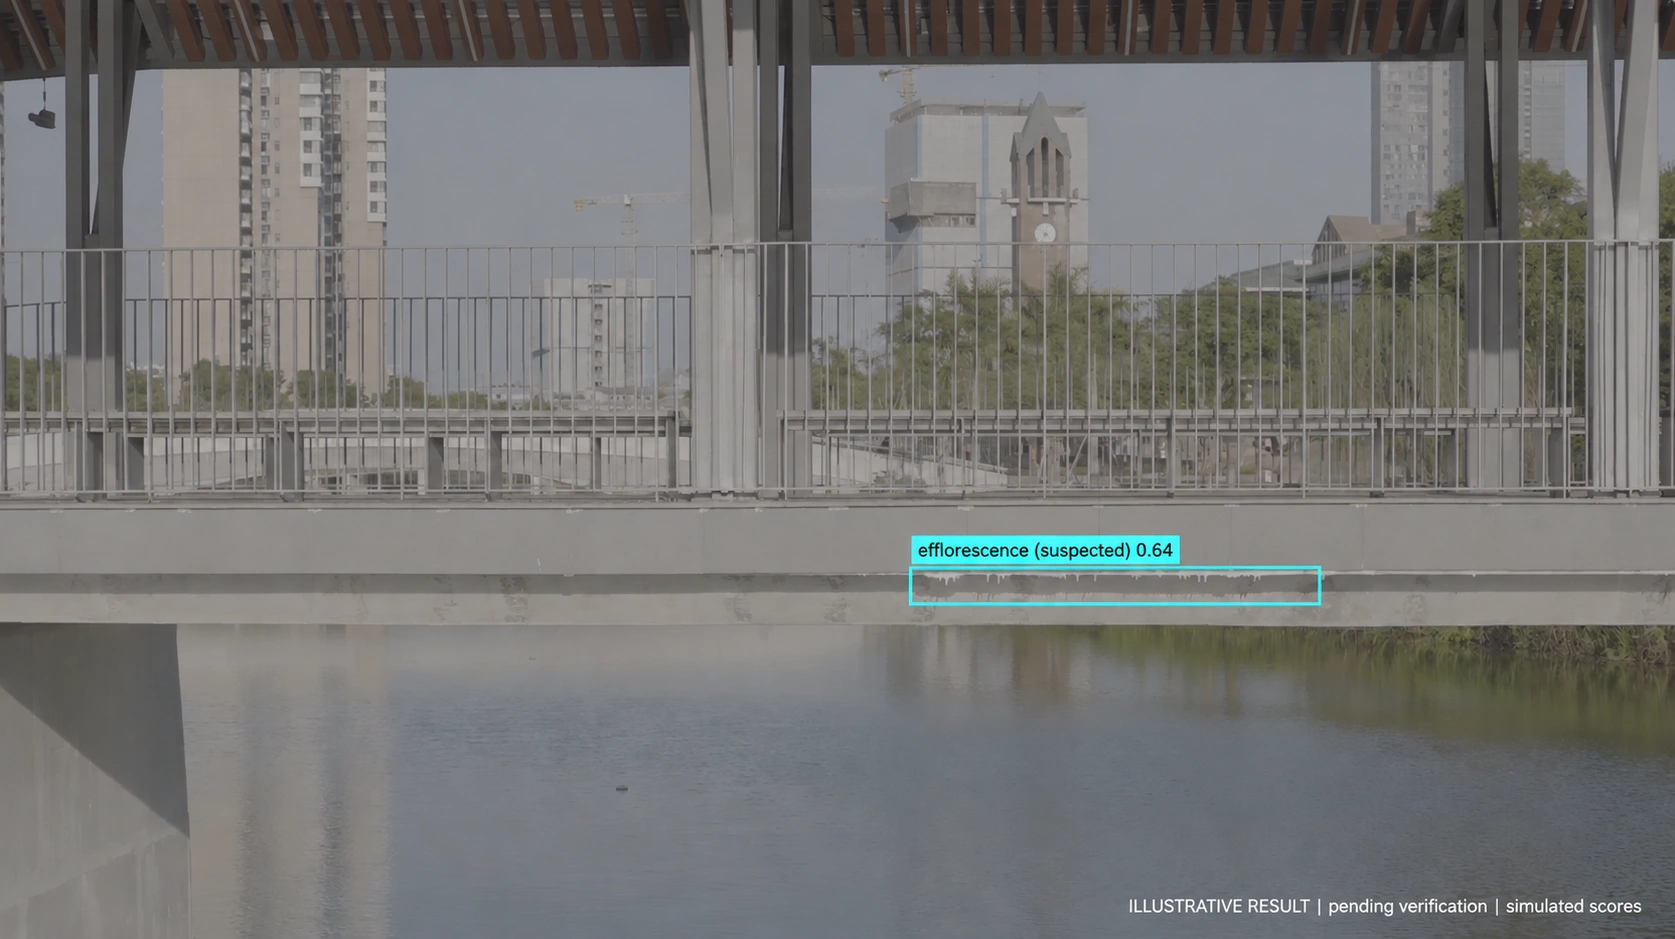 efflorescence (suspected) 0.64
ILLUSTRATIVE RESULT | pending verification | simulated scores